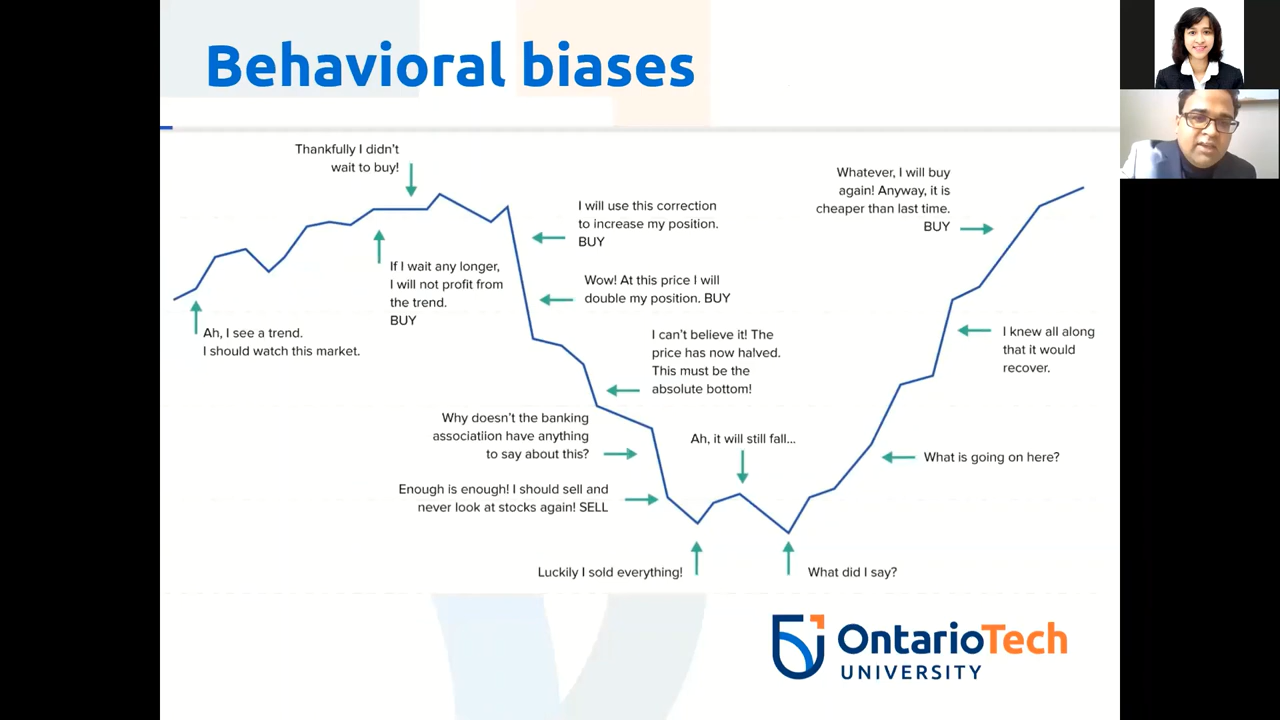 Behavioral biases
Thankfully I didn't
wait to buy!
I will use this correction
to increase my position.
BUY
Whatever, I will buy
again! Anyway, it is
cheaper than last time.
BUY
If I wait any longer,
I will not profit from
the trend.
BUY
Wow! At this price I will
double my position. BUY
Ah, I see a trend.
I should watch this market.
I can't believe it! The
price has now halved.
This must be the
absolute bottom!
I knew all along
that it would
recover.
Why doesn't the banking
associatiion have anything
to say about this?
Ah, it will still fall...
What is going on here?
Enough is enough! I should sell and
never look at stocks again! SELL
Luckily I sold everything!
What did I say?
OntarioTech
UNIVERSITY